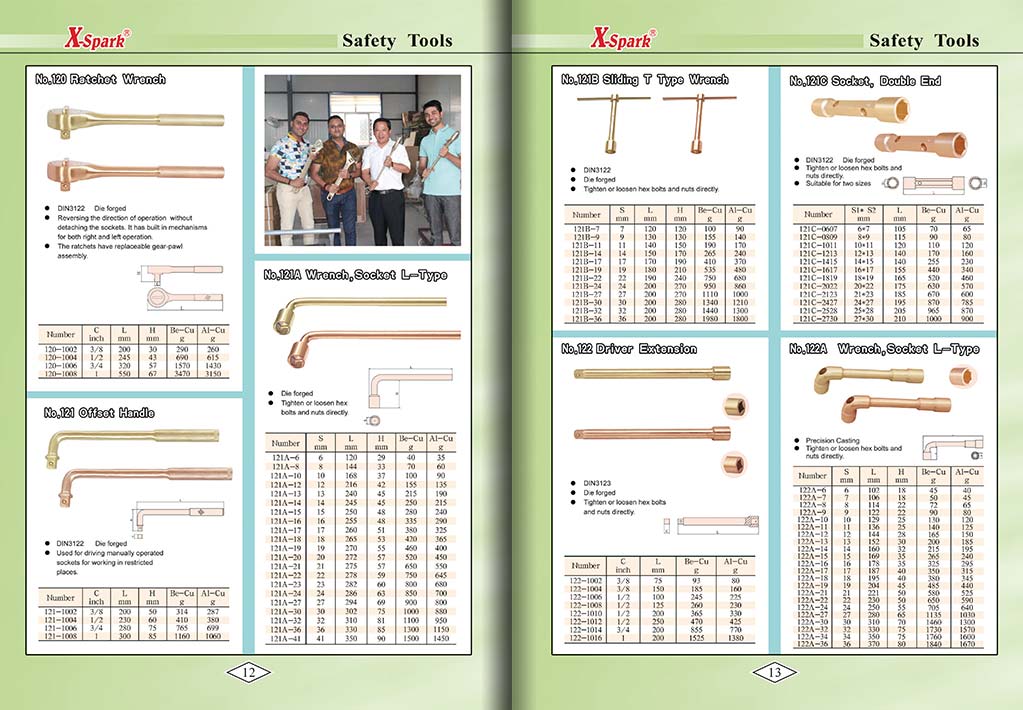 X-Spark®
Safety Tools
No,120 Ratchet Wrench
DIN3122 Die forged
Reversing the direction of operation without
detaching the sockets. It has built in mechanisms
for both right and left operation.
The ratchets have replaceable gear-pawl
assembly.
Number C inch L mm H mm Be-Cu g Al-Cu g
120-1002 3/8 200 30 290 260
120-1004 1/2 245 43 690 615
120-1006 3/4 320 57 1570 1430
120-1008 1 550 67 3470 3150
No,121 Offset Handle
DIN3122 Die forged
Used for driving manually operated
sockets for working in restricted
places.
Number C inch L mm H mm Be-Cu g Al-Cu g
121-1002 3/8 200 50 314 287
121-1004 1/2 230 60 410 380
121-1006 3/4 280 75 765 699
121-1008 1 300 85 1160 1060
No,121A Wrench,Socket L-Type
Die forged
Tighten or loosen hex
bolts and nuts directly.
Number S mm L mm H mm Be-Cu g Al-Cu g
121A-6 6 120 29 40 35
121A-8 8 144 33 70 60
121A-10 10 168 37 100 90
121A-12 12 216 42 155 135
121A-13 13 240 45 215 190
121A-14 14 245 45 250 215
121A-15 15 250 48 280 240
121A-16 16 255 48 335 290
121A-17 17 260 51 380 325
121A-18 18 265 53 420 365
121A-19 19 270 55 460 400
121A-20 20 272 57 520 450
121A-21 21 275 57 650 550
121A-22 22 278 59 750 645
121A-23 23 282 60 800 680
121A-24 24 286 63 850 700
121A-27 27 294 69 900 800
121A-30 30 302 75 1000 880
121A-32 32 310 81 1100 950
121A-36 36 330 85 1300 1150
121A-41 41 350 90 1500 1450
12
X-Spark®
Safety Tools
No,121B Sliding T Type Wrench
DIN3122
Die forged
Tighten or loosen hex bolts and nuts directly.
Number S mm L mm H mm Be-Cu g Al-Cu g
121B-7 7 120 120 100 90
121B-9 9 130 130 155 140
121B-11 11 140 150 190 170
121B-14 14 150 170 265 240
121B-17 17 170 190 410 370
121B-19 19 180 210 535 480
121B-22 22 190 240 750 680
121B-24 24 200 270 950 860
121B-27 27 200 270 1110 1000
121B-30 30 200 280 1340 1210
121B-32 32 200 280 1440 1300
121B-36 36 200 280 1980 1800
No,121C Socket, Double End
DIN3122 Die forged
Tighten or loosen hex bolts and
nuts directly.
Suitable for two sizes
Number S1* S2 mm L mm Be-Cu g Al-Cu g
121C-0607 6*7 105 70 65
121C-0809 8*9 115 90 80
121C-1011 10*11 120 110 120
121C-1213 12*13 140 170 160
121C-1415 14*15 140 255 230
121C-1617 16*17 155 440 340
121C-1819 18*19 165 520 460
121C-2022 20*22 175 630 570
121C-2123 21*23 185 670 600
121C-2427 24*27 195 870 785
121C-2528 25*28 205 965 870
121C-2730 27*30 210 1000 900
No,122 Driver Extension
DIN3123
Die forged
Tighten or loosen hex bolts
and nuts directly.
Number C inch L mm Be-Cu g Al-Cu g
122-1002 3/8 75 93 80
122-1004 3/8 150 185 160
122-1006 1/2 100 245 225
122-1008 1/2 125 260 230
122-1010 1/2 200 365 330
122-1012 1/2 250 470 425
122-1014 3/4 200 855 770
122-1016 1 200 1525 1380
No,122A Wrench,Socket L-Type
Precision Casting
Tighten or loosen hex bolts and
nuts directly.
Number S mm L mm H mm Be-Cu g Al-Cu g
122A-6 6 102 18 45 40
122A-7 7 106 18 50 45
122A-8 8 114 22 72 65
122A-9 9 122 22 90 80
122A-10 10 129 25 130 120
122A-11 11 136 25 140 125
122A-12 12 144 28 165 150
122A-13 13 152 30 200 185
122A-14 14 160 32 215 195
122A-15 15 169 35 265 240
122A-16 16 178 35 325 295
122A-17 17 187 40 350 315
122A-18 18 195 40 380 345
122A-19 19 204 45 485 440
122A-21 21 221 50 580 525
122A-22 22 230 50 650 590
122A-24 24 250 55 705 640
122A-27 27 280 65 1135 1030
122A-30 30 310 70 1460 1300
122A-32 32 330 75 1730 1570
122A-34 34 350 75 1760 1600
122A-36 36 370 80 1840 1670
13